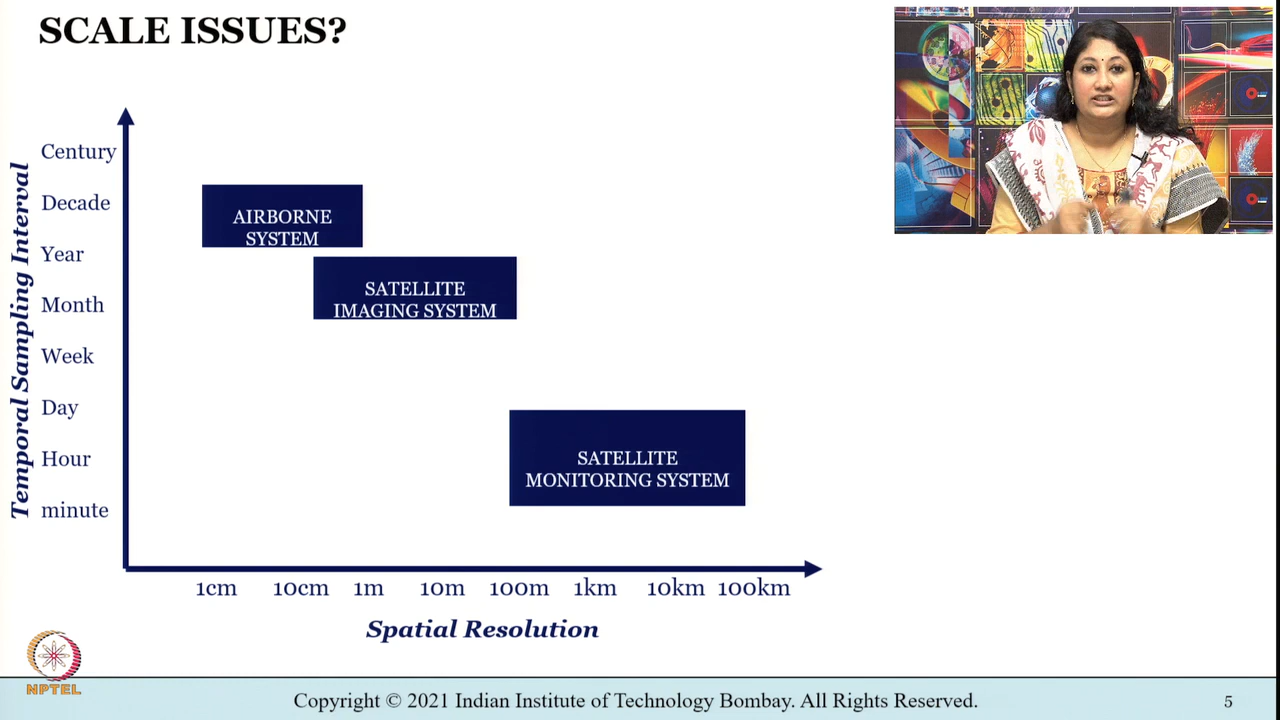 SCALE ISSUES?
Temporal Sampling Interval
Century
Decade
Year
Month
Week
Day
Hour
minute
AIRBORNE
SYSTEM
SATELLITE
IMAGING SYSTEM
SATELLITE
MONITORING SYSTEM
1cm 10cm 1m 10m 100m 1km 10km 100km
Spatial Resolution
NPTEL
Copyright © 2021 Indian Institute of Technology Bombay. All Rights Reserved.
5